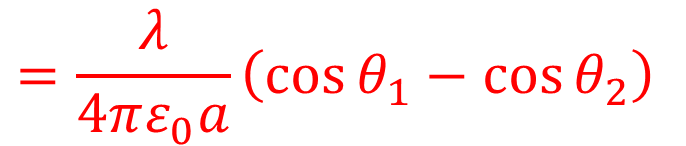 = λ / (4πε₀a) (cos θ₁ − cos θ₂)